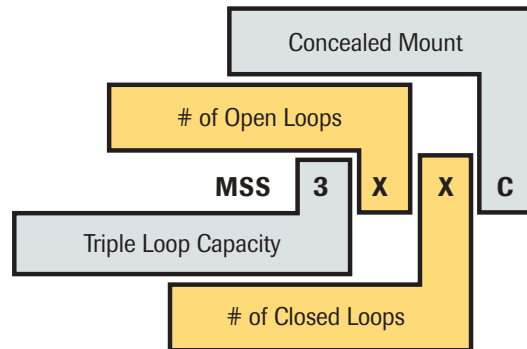 Concealed Mount
# of Open Loops
MSS 3 X X C
Triple Loop Capacity
# of Closed Loops